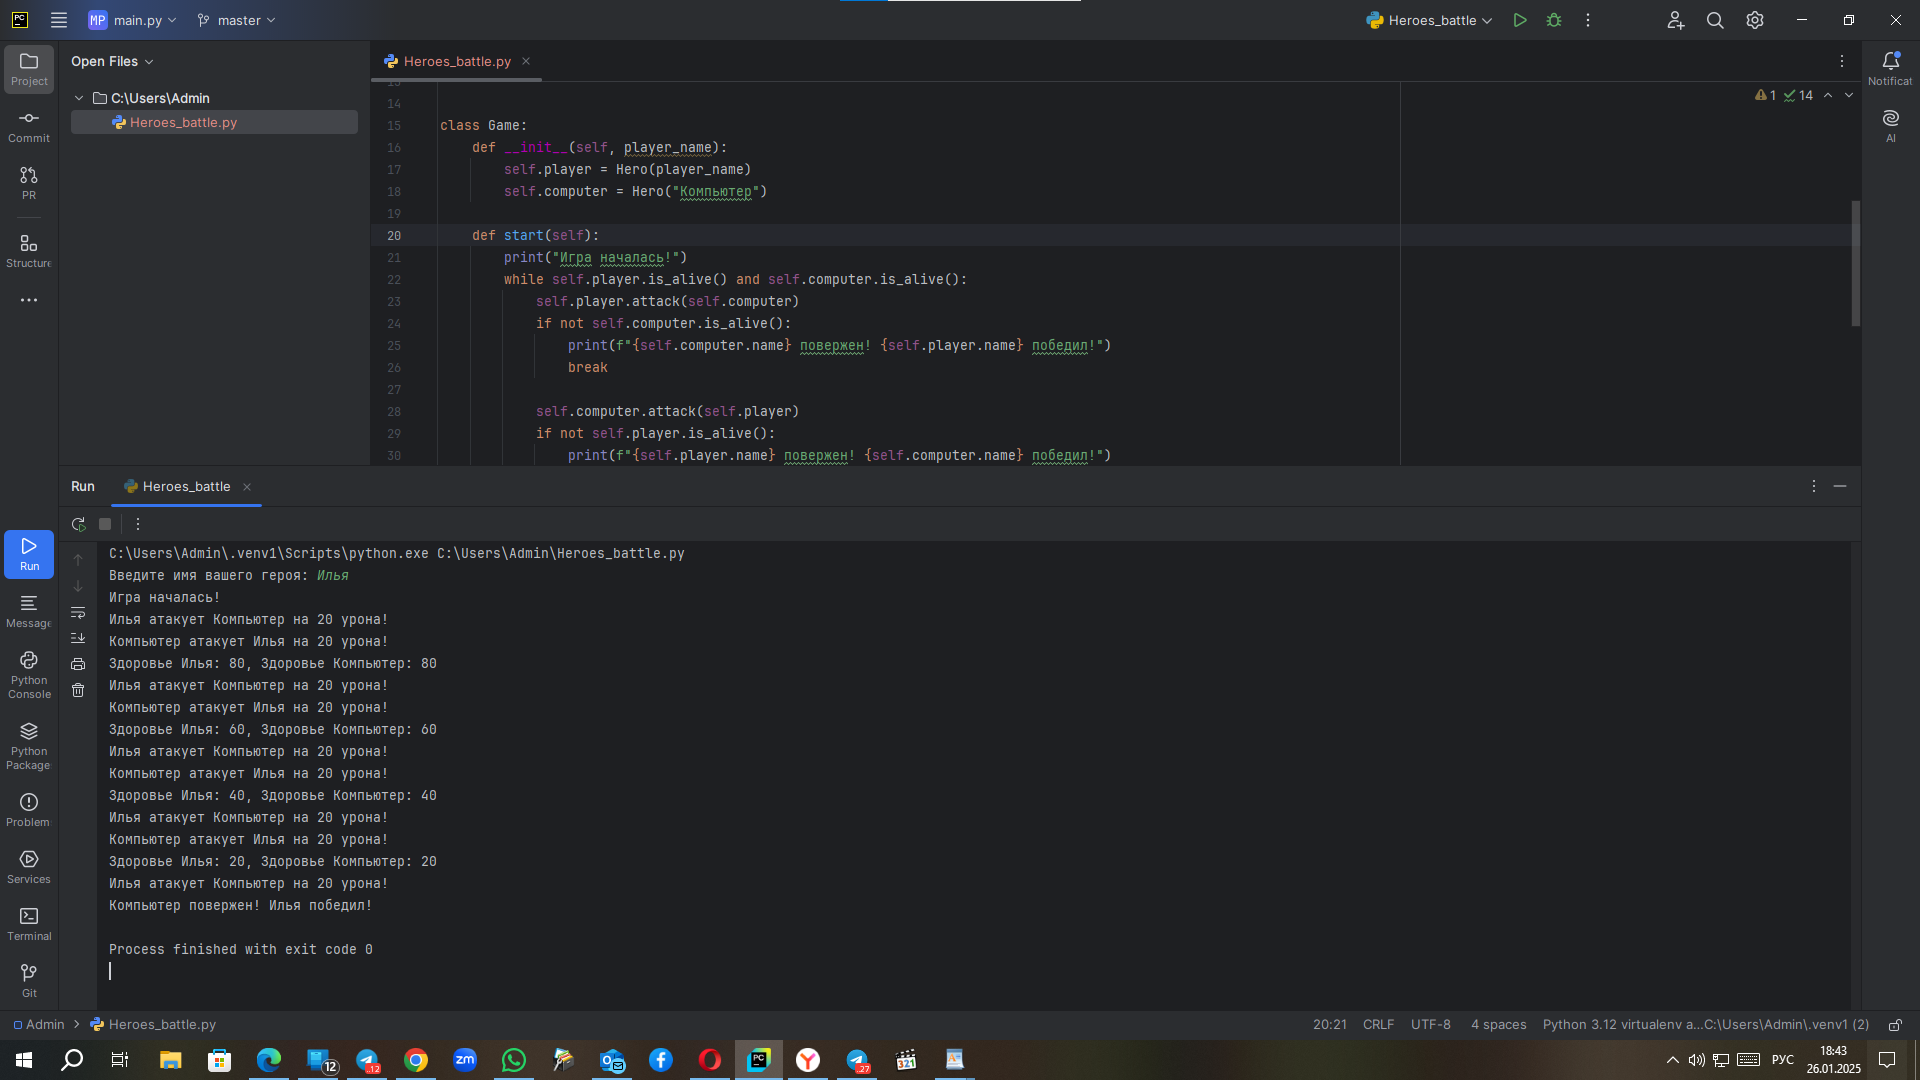 PC
MP main.py
master
Heroes_battle
Project
Commit
PR
Structure
Open Files
C:\Users\Admin
Heroes_battle.py
Heroes_battle.py
1 14
14
15 class Game:
16 def __init__(self, player_name):
17 self.player = Hero(player_name)
18 self.computer = Hero("Компьютер")
19
20 def start(self):
21 print("Игра началась!")
22 while self.player.is_alive() and self.computer.is_alive():
23 self.player.attack(self.computer)
24 if not self.computer.is_alive():
25 print(f"{self.computer.name} повержен! {self.player.name} победил!")
26 break
27
28 self.computer.attack(self.player)
29 if not self.player.is_alive():
30 print(f"{self.player.name} повержен! {self.computer.name} победил!")
Notificat
AI
Run
Heroes_battle
C:\Users\Admin\.venv1\Scripts\python.exe C:\Users\Admin\Heroes_battle.py
Введите имя вашего героя: Илья
Игра началась!
Илья атакует Компьютер на 20 урона!
Компьютер атакует Илья на 20 урона!
Здоровье Илья: 80, Здоровье Компьютер: 80
Илья атакует Компьютер на 20 урона!
Компьютер атакует Илья на 20 урона!
Здоровье Илья: 60, Здоровье Компьютер: 60
Илья атакует Компьютер на 20 урона!
Компьютер атакует Илья на 20 урона!
Здоровье Илья: 40, Здоровье Компьютер: 40
Илья атакует Компьютер на 20 урона!
Компьютер атакует Илья на 20 урона!
Здоровье Илья: 20, Здоровье Компьютер: 20
Илья атакует Компьютер на 20 урона!
Компьютер повержен! Илья победил!
Process finished with exit code 0
Run
Message
Python
Console
Python
Package
Problem
Services
Terminal
Git
Admin
Heroes_battle.py
20:21
CRLF
UTF-8
4 spaces
Python 3.12 virtualenv a...C:\Users\Admin\.venv1 (2)
12
.12
zm
PC
.27
321
РУС
18:43
26.01.2025